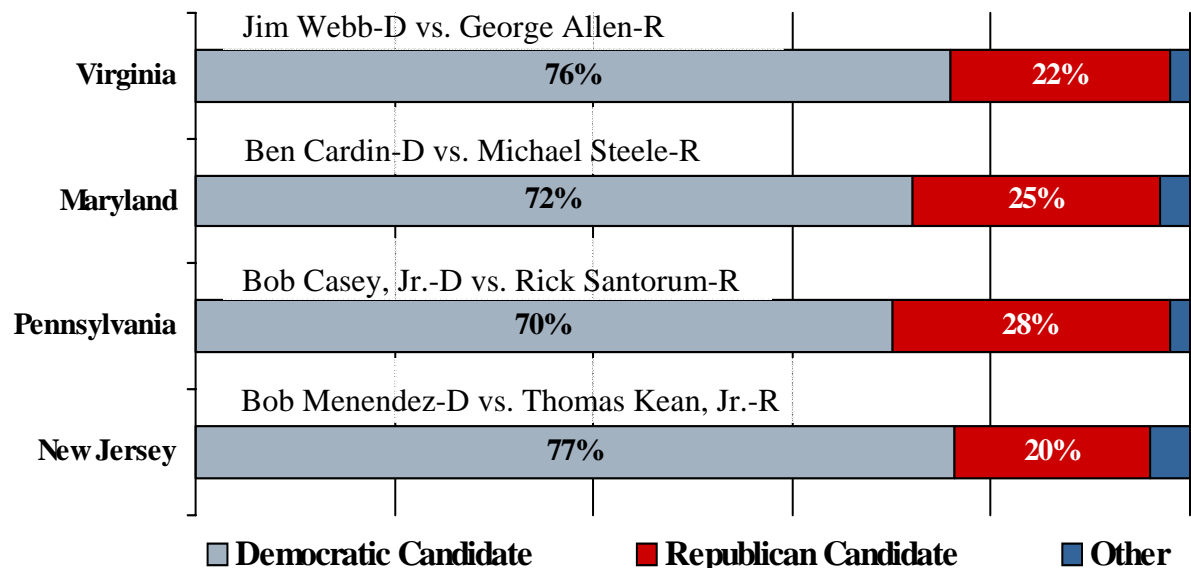 Jim Webb-D vs. George Allen-R
Virginia 76% 22%
Ben Cardin-D vs. Michael Steele-R
Maryland 72% 25%
Bob Casey, Jr.-D vs. Rick Santorum-R
Pennsylvania 70% 28%
Bob Menendez-D vs. Thomas Kean, Jr.-R
New Jersey 77% 20%
Democratic Candidate Republican Candidate Other